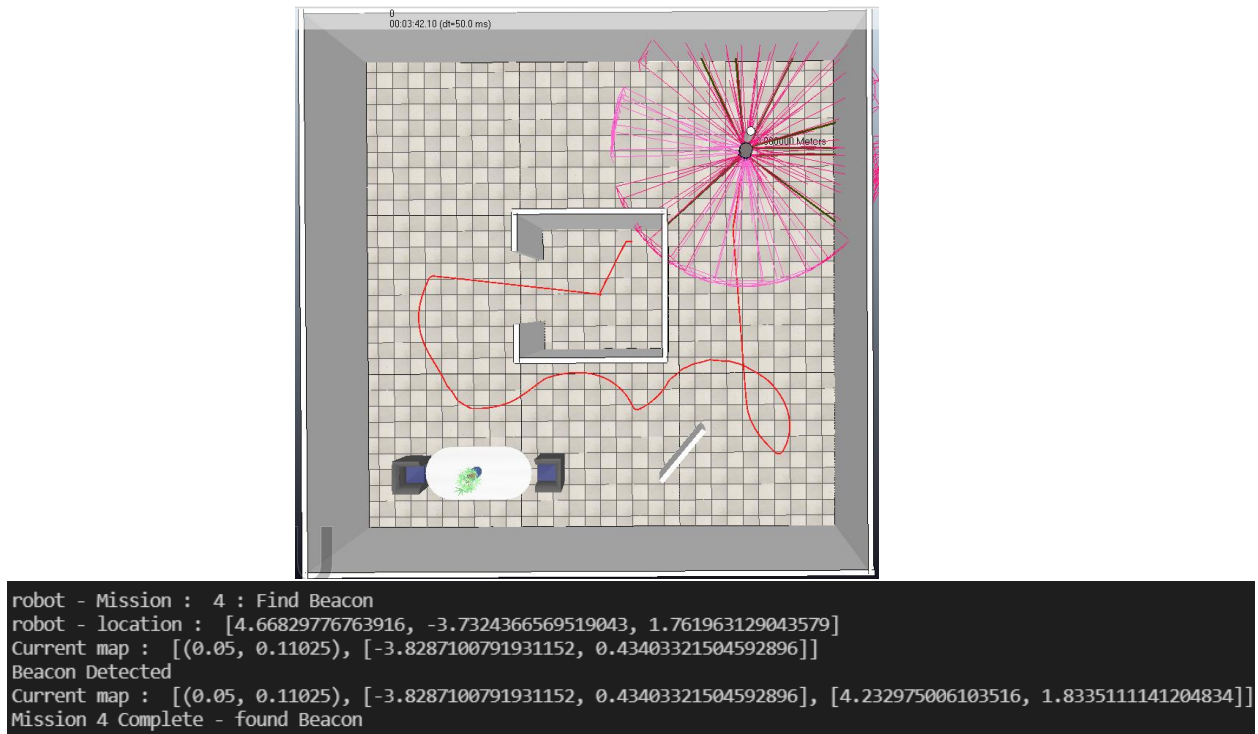 0
00:03:42.10 (dt=50.0 ms)
robot - Mission :  4 : Find Beacon
robot - location :  [4.66829776763916, -3.7324366569519043, 1.761963129043579]
Current map :  [(0.05, 0.11025), [-3.8287100791931152, 0.43403321504592896]]
Beacon Detected
Current map :  [(0.05, 0.11025), [-3.8287100791931152, 0.43403321504592896], [4.232975006103516, 1.8335111141204834]]
Mission 4 Complete - found Beacon